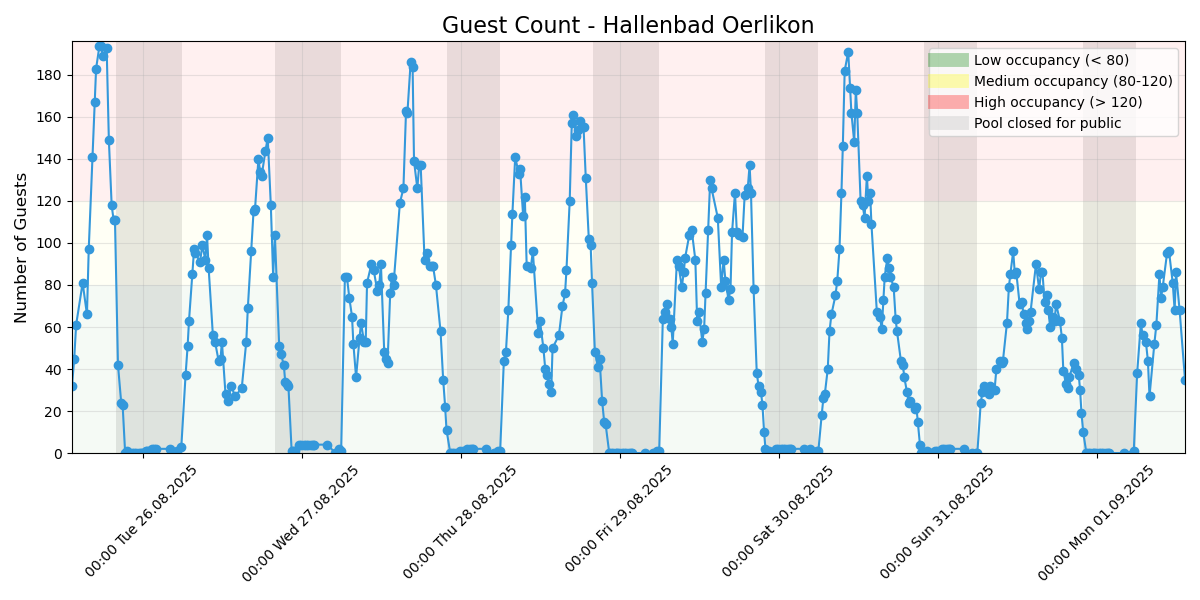 Guest Count - Hallenbad Oerlikon
Number of Guests
180
160
140
120
100
80
60
40
20
0
Low occupancy (< 80)
Medium occupancy (80-120)
High occupancy (> 120)
Pool closed for public
00:00 Tue 26.08.2025
00:00 Wed 27.08.2025
00:00 Thu 28.08.2025
00:00 Fri 29.08.2025
00:00 Sat 30.08.2025
00:00 Sun 31.08.2025
00:00 Mon 01.09.2025